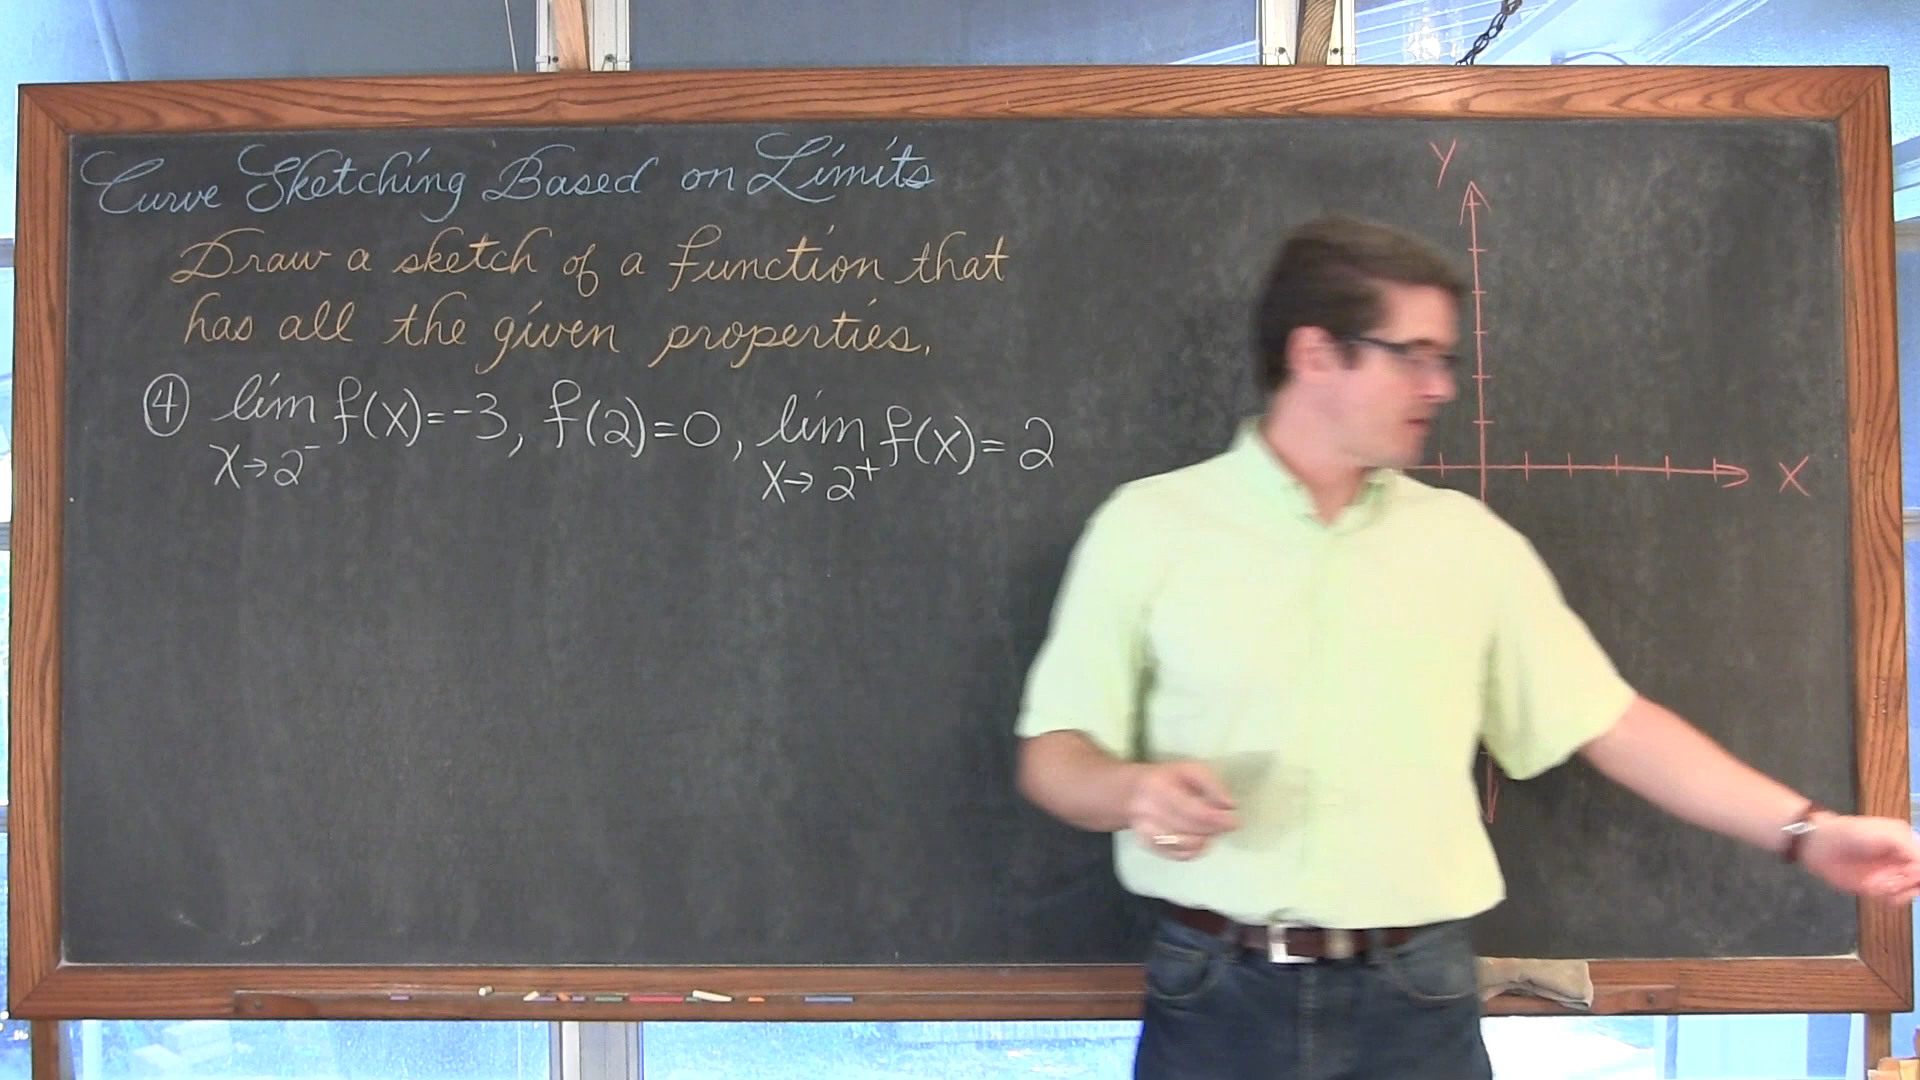 Curve Sketching Based on Limits
Draw a sketch of a function that
has all the given properties.
④ lim f(x)=-3, f(2)=0, lim f(x)=2
x→2⁻ x→2⁺
Y
X